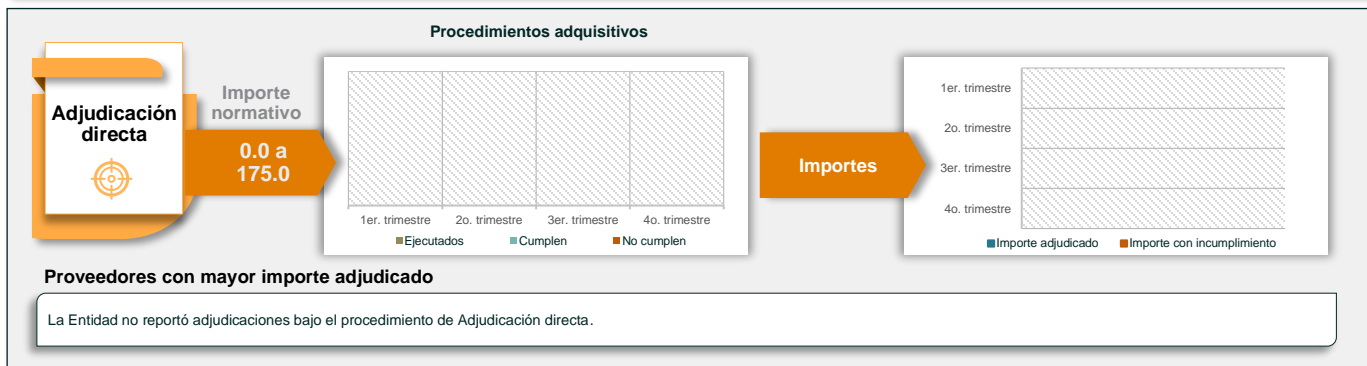 Procedimientos adquisitivos
Adjudicación
directa
Importe
normativo
0.0 a
175.0
1er. trimestre
2o. trimestre
3er. trimestre
4o. trimestre
Ejecutados
Cumplen
No cumplen
Importes
1er. trimestre
2o. trimestre
3er. trimestre
4o. trimestre
Importe adjudicado
Importe con incumplimiento
Proveedores con mayor importe adjudicado
La Entidad no reportó adjudicaciones bajo el procedimiento de Adjudicación directa.